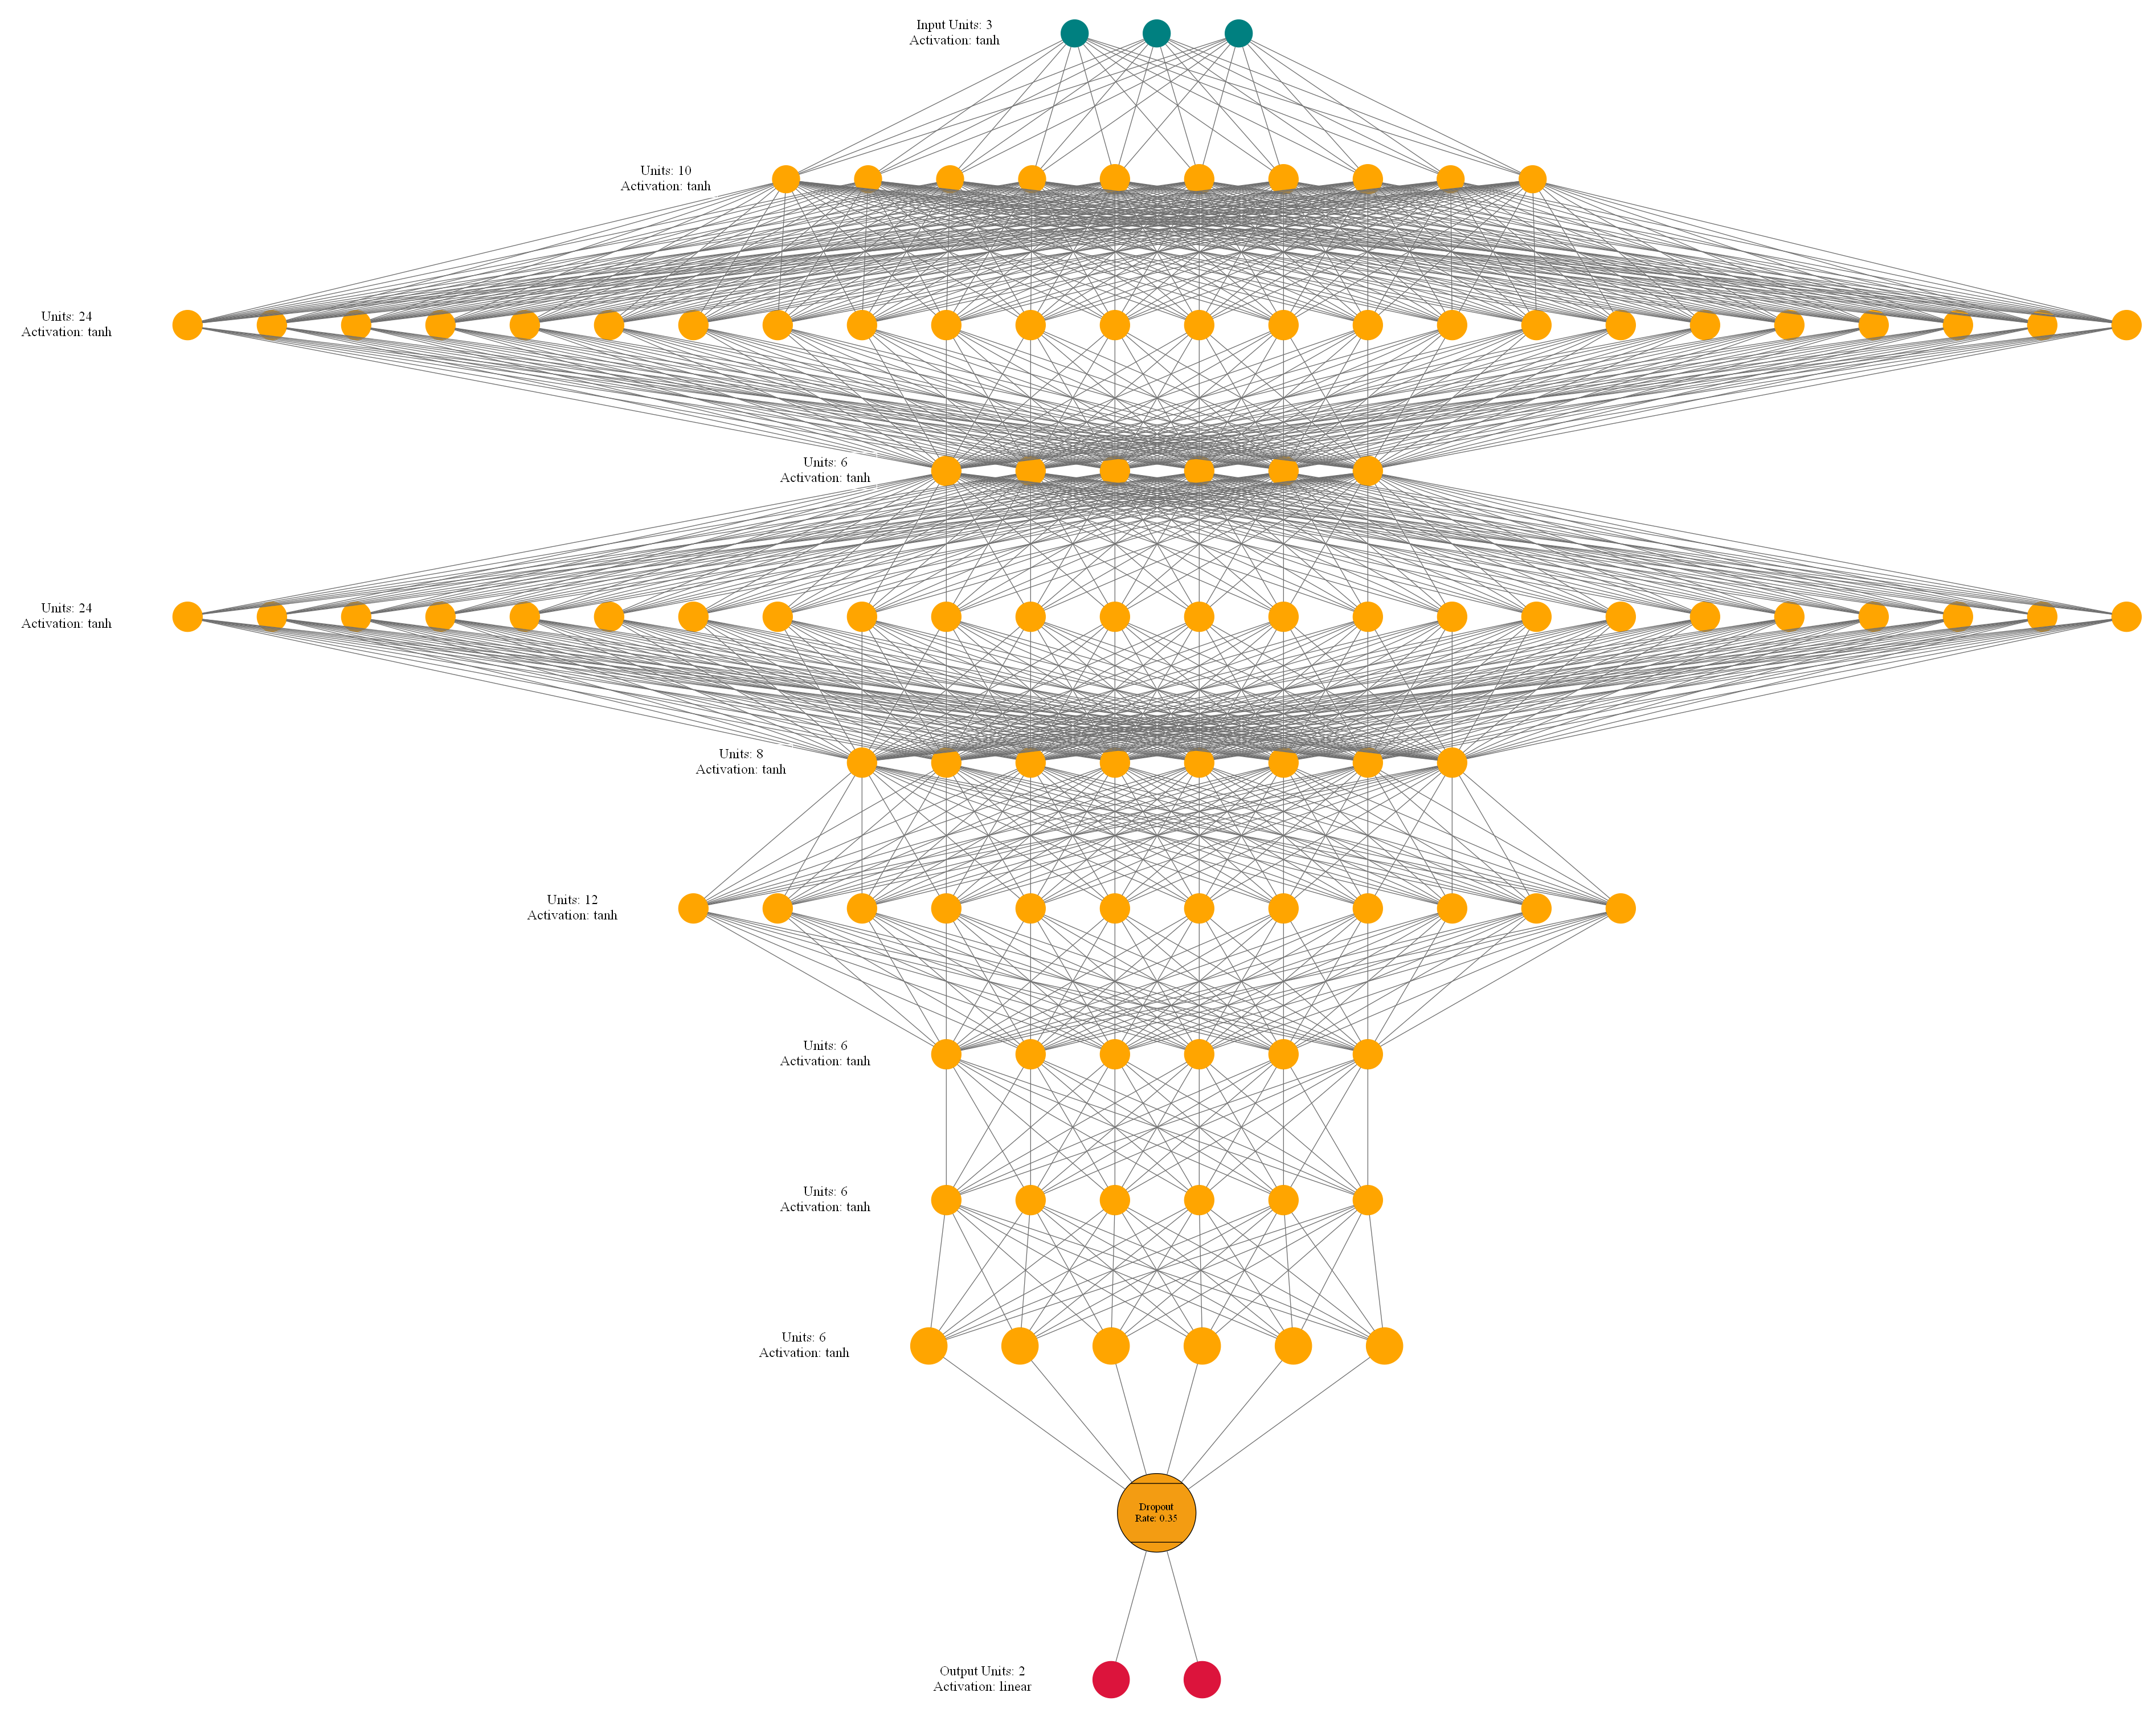 Input Units: 3
Activation: tanh
Units: 10
Activation: tanh
Units: 24
Activation: tanh
Units: 6
Activation: tanh
Units: 24
Activation: tanh
Units: 8
Activation: tanh
Units: 12
Activation: tanh
Units: 6
Activation: tanh
Units: 6
Activation: tanh
Units: 6
Activation: tanh
Dropout
Rate: 0.35
Output Units: 2
Activation: linear